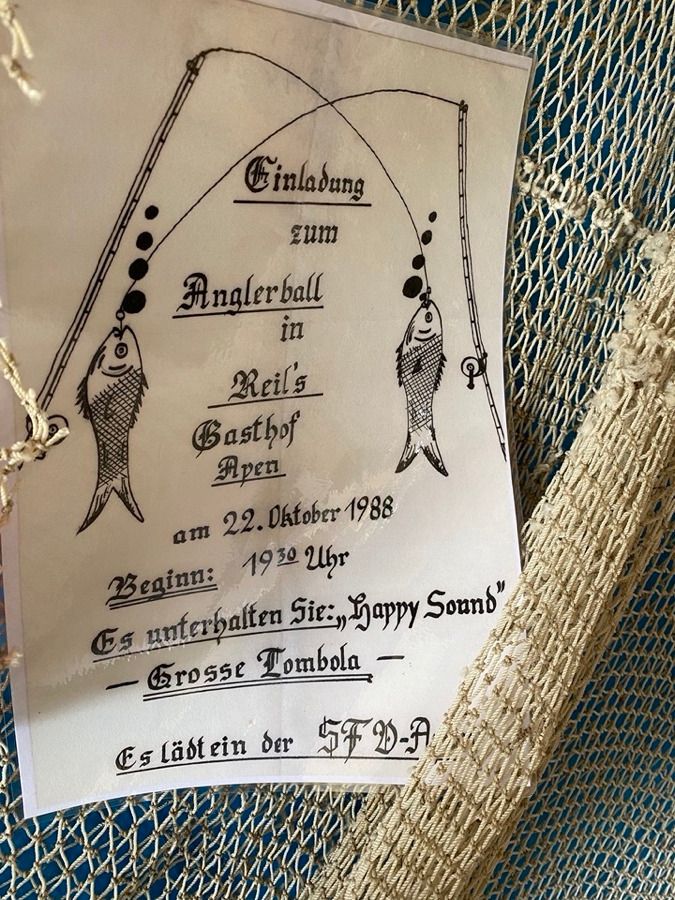 Einladung
zum
Anglerball
in
Reil's
Gasthof
Apen
am 22. Oktober 1988
Beginn: 19³⁰ Uhr
Es unterhalten Sie: „Happy Sound"
— Grosse Tombola —
Es lädt ein der SFV-A